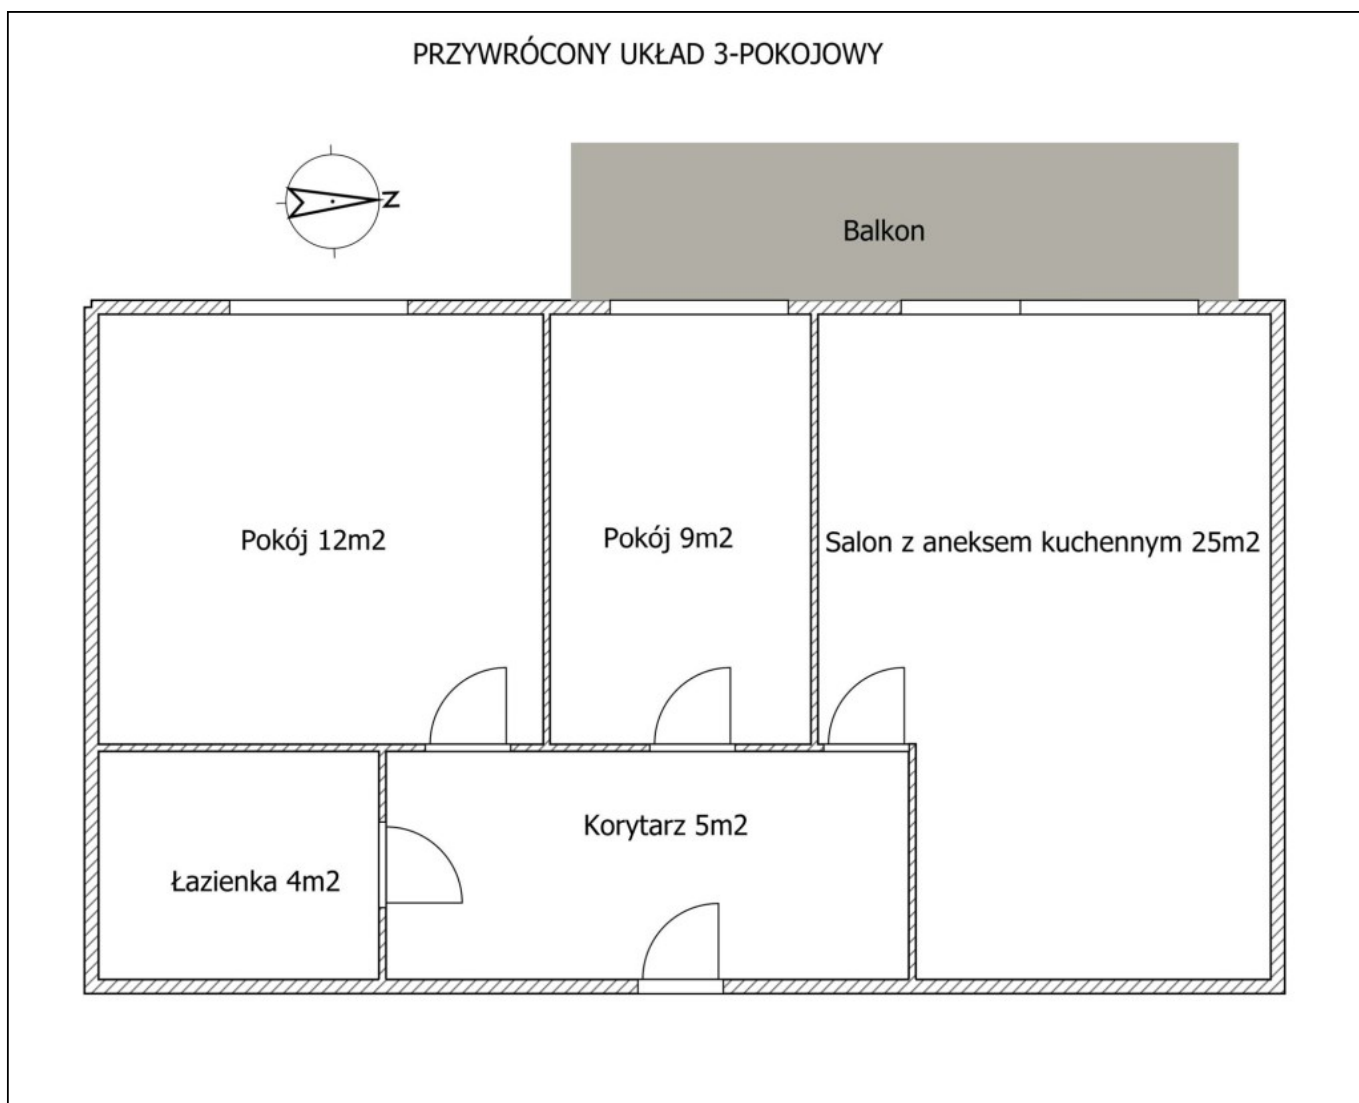 PRZYWRÓCONY UKŁAD 3-POKOJOWY
N
Balkon
Pokój 12m2
Pokój 9m2
Salon z aneksem kuchennym 25m2
Korytarz 5m2
Łazienka 4m2